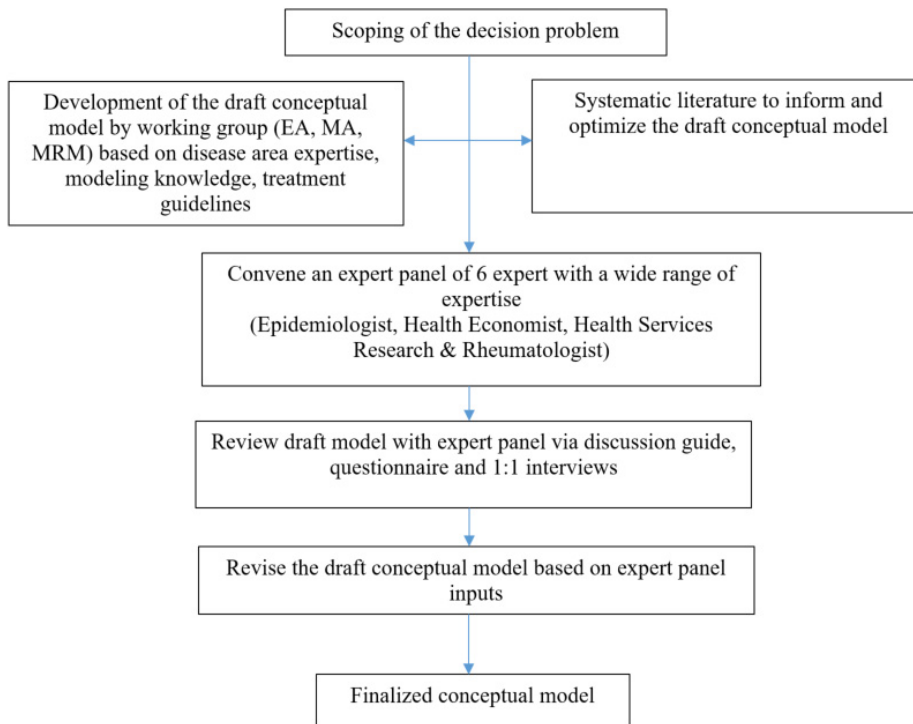 Scoping of the decision problem
Development of the draft conceptual
model by working group (EA, MA,
MRM) based on disease area expertise,
modeling knowledge, treatment
guidelines
Systematic literature to inform and
optimize the draft conceptual model
Convene an expert panel of 6 expert with a wide range of
expertise
(Epidemiologist, Health Economist, Health Services
Research & Rheumatologist)
Review draft model with expert panel via discussion guide,
questionnaire and 1:1 interviews
Revise the draft conceptual model based on expert panel
inputs
Finalized conceptual model